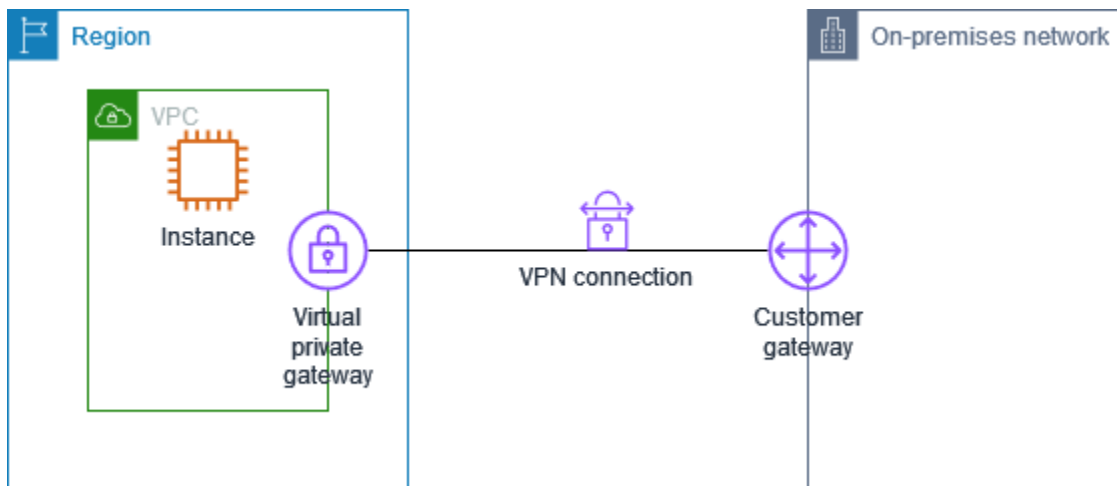 Region
On-premises network
VPC
Instance
VPN connection
Virtual
private
gateway
Customer
gateway